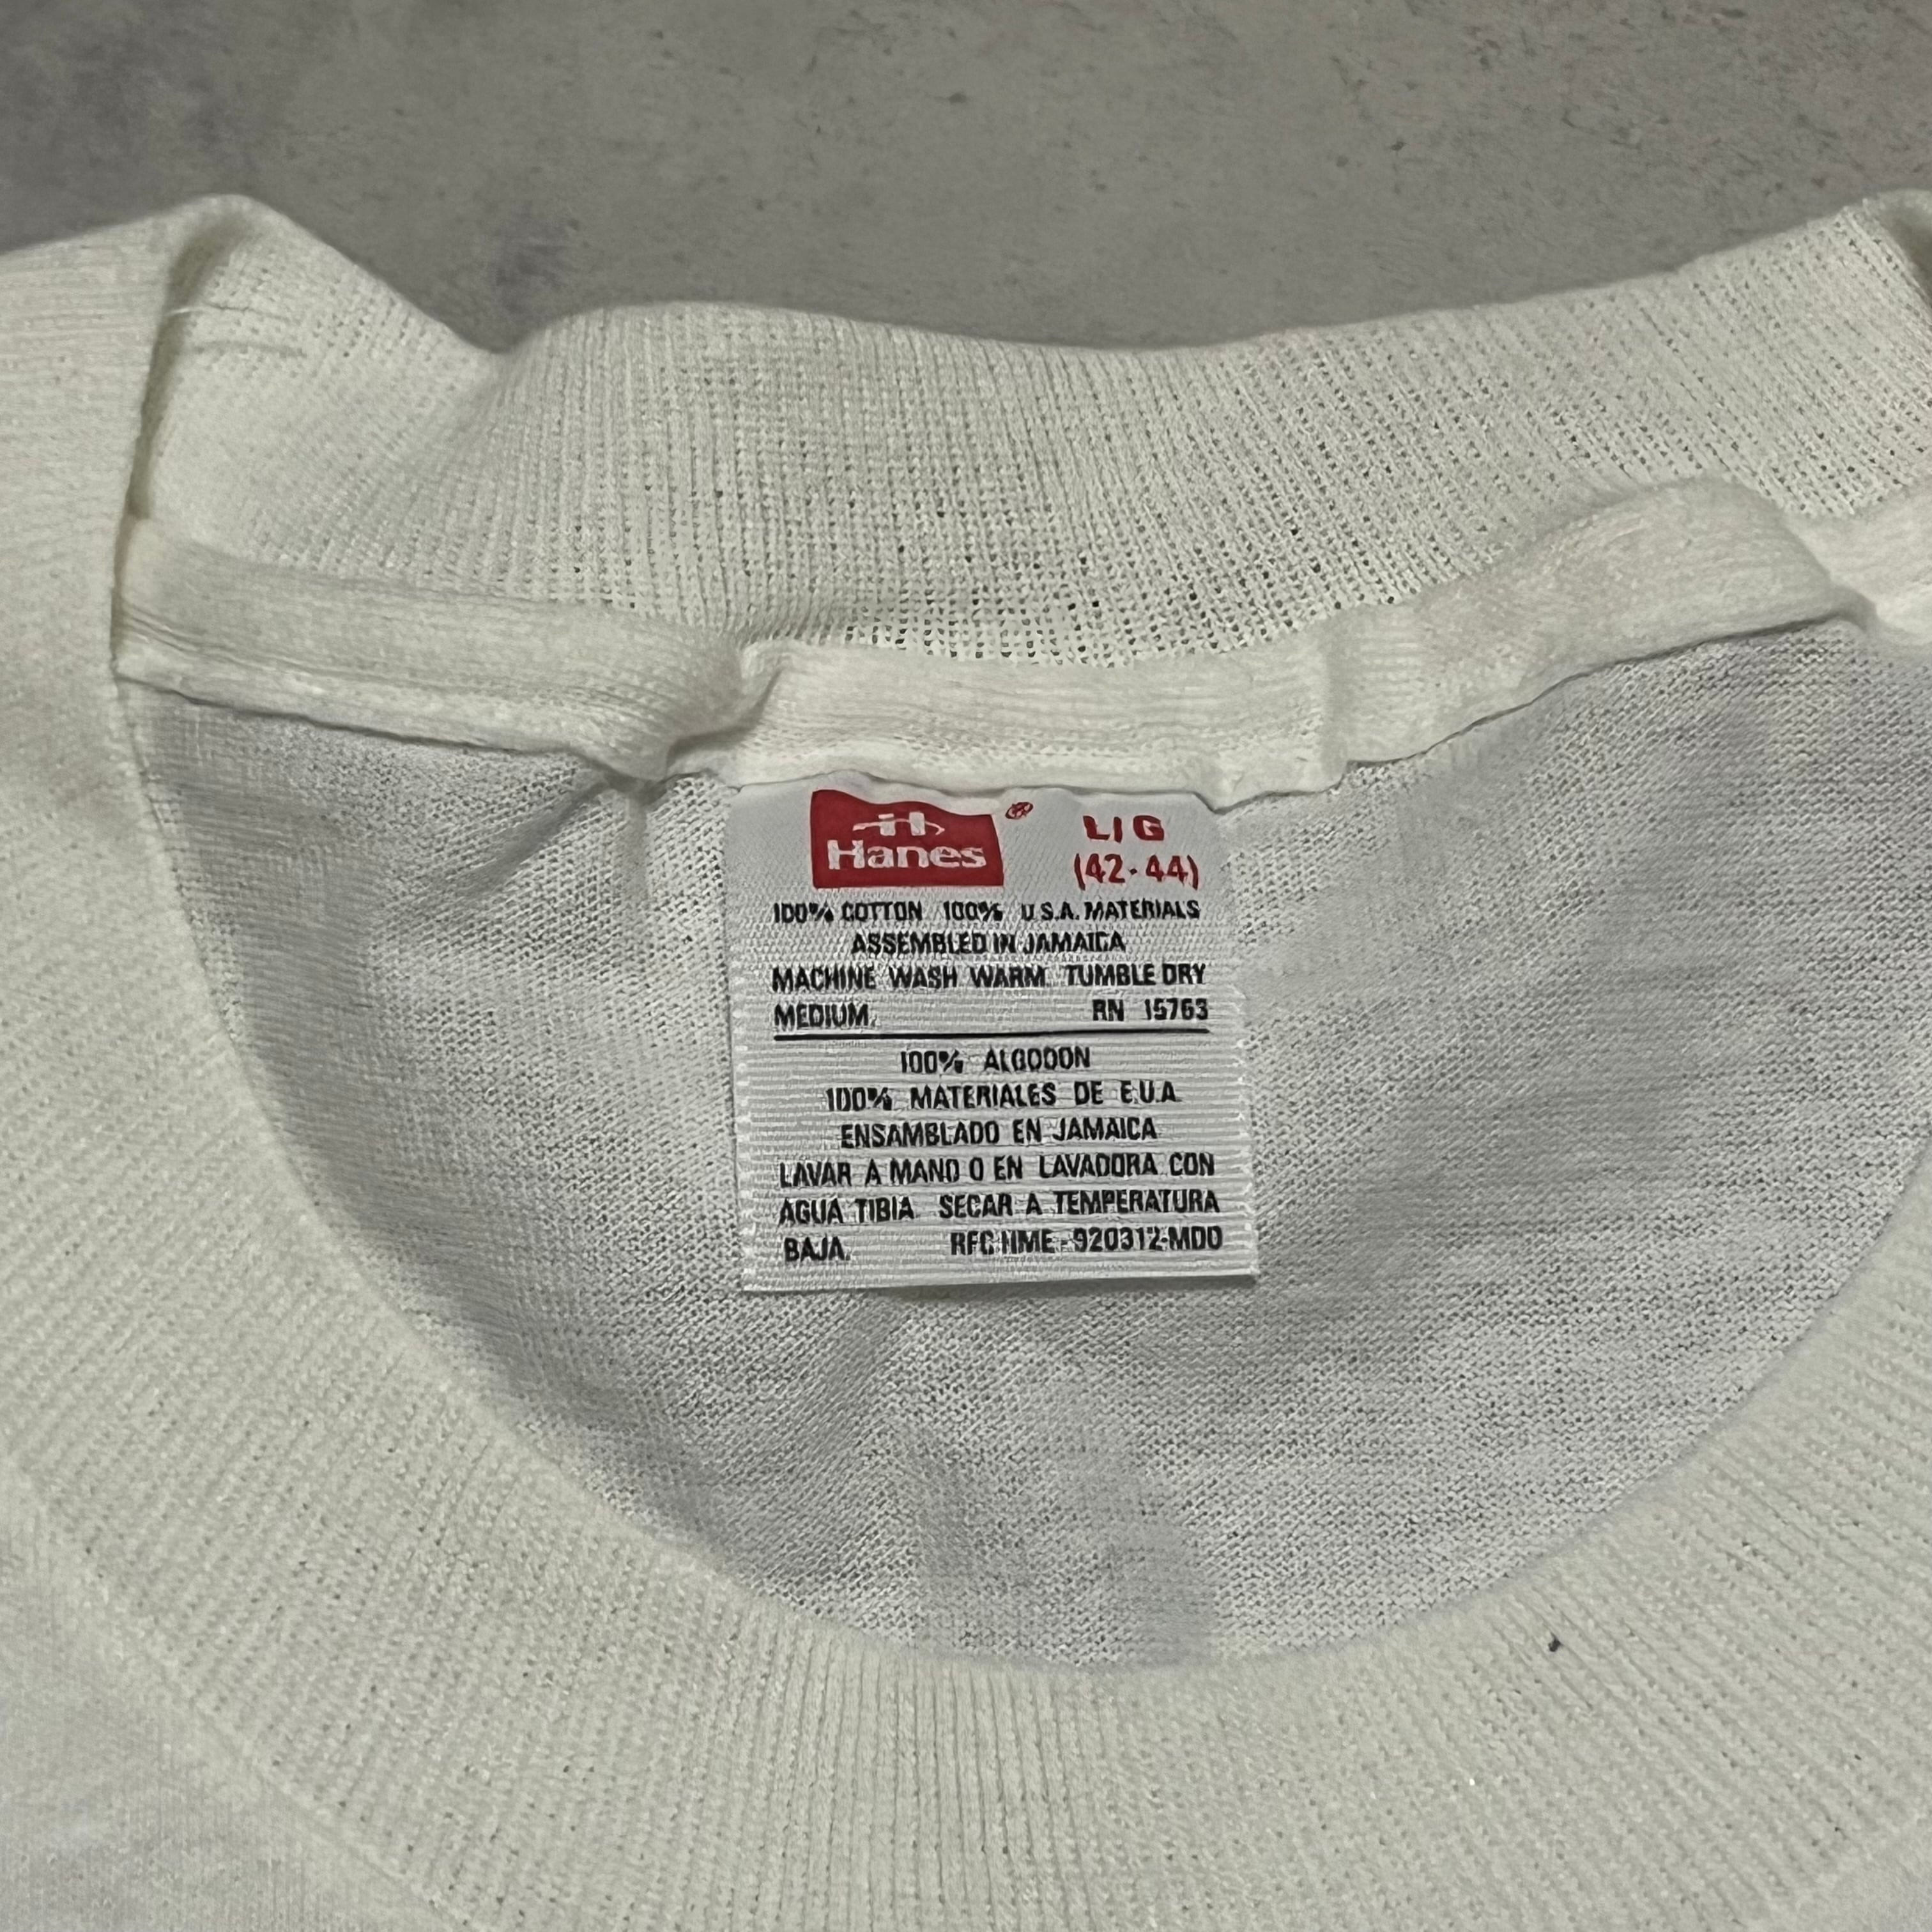 Hanes ®
L/G
(42-44)
100% COTTON 100% U.S.A. MATERIALS
ASSEMBLED IN JAMAICA
MACHINE WASH WARM. TUMBLE DRY
MEDIUM. RN 15763
100% ALGODON
100% MATERIALES DE E.U.A.
ENSAMBLADO EN JAMAICA
LAVAR A MANO O EN LAVADORA CON
AGUA TIBIA. SECAR A TEMPERATURA
BAJA. RFC HME-920312-MD0